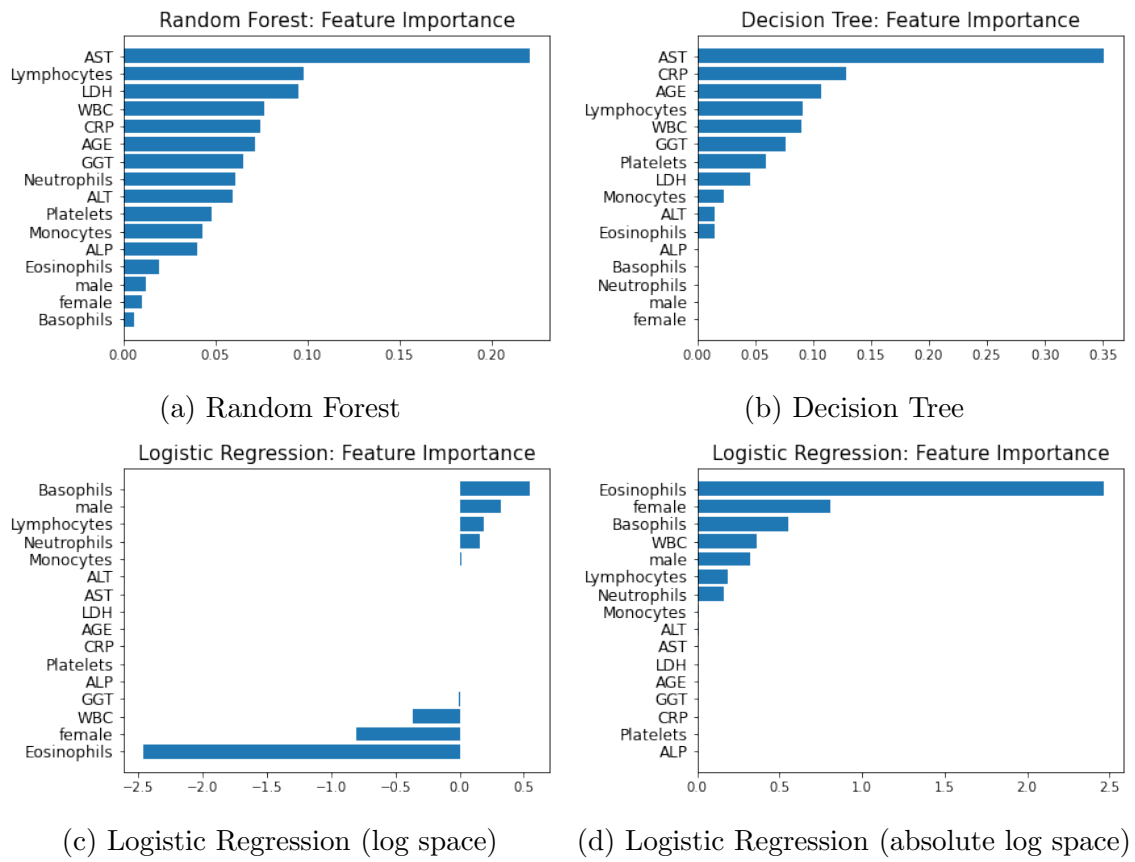 Random Forest: Feature Importance
AST
Lymphocytes
LDH
WBC
CRP
AGE
GGT
Neutrophils
ALT
Platelets
Monocytes
ALP
Eosinophils
male
female
Basophils
0.00 0.05 0.10 0.15 0.20
(a) Random Forest
Decision Tree: Feature Importance
AST
CRP
AGE
Lymphocytes
WBC
GGT
Platelets
LDH
Monocytes
ALT
Eosinophils
ALP
Basophils
Neutrophils
male
female
0.00 0.05 0.10 0.15 0.20 0.25 0.30 0.35
(b) Decision Tree
Logistic Regression: Feature Importance
Basophils
male
Lymphocytes
Neutrophils
Monocytes
ALT
AST
LDH
AGE
CRP
Platelets
ALP
GGT
WBC
female
Eosinophils
−2.5 −2.0 −1.5 −1.0 −0.5 0.0 0.5
(c) Logistic Regression (log space)
Logistic Regression: Feature Importance
Eosinophils
female
Basophils
WBC
male
Lymphocytes
Neutrophils
Monocytes
ALT
AST
LDH
AGE
GGT
CRP
Platelets
ALP
0.0 0.5 1.0 1.5 2.0 2.5
(d) Logistic Regression (absolute log space)